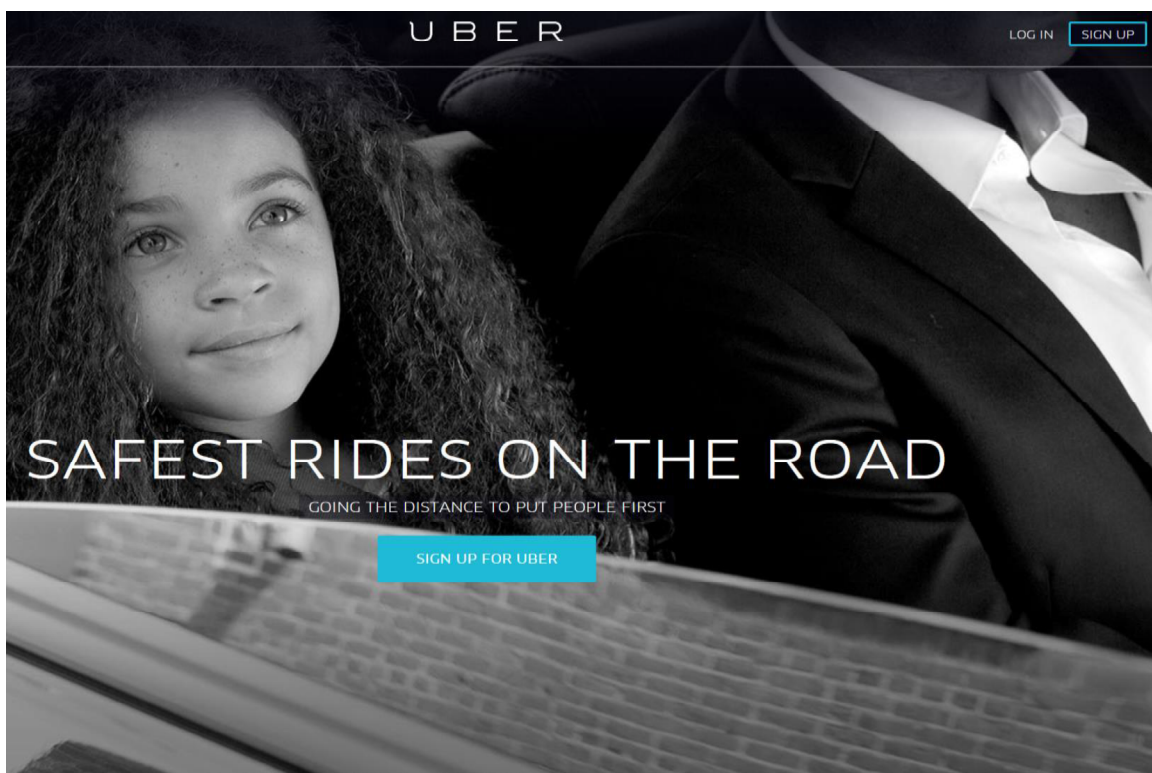 UBER
LOG IN SIGN UP
SAFEST RIDES ON THE ROAD
GOING THE DISTANCE TO PUT PEOPLE FIRST
SIGN UP FOR UBER